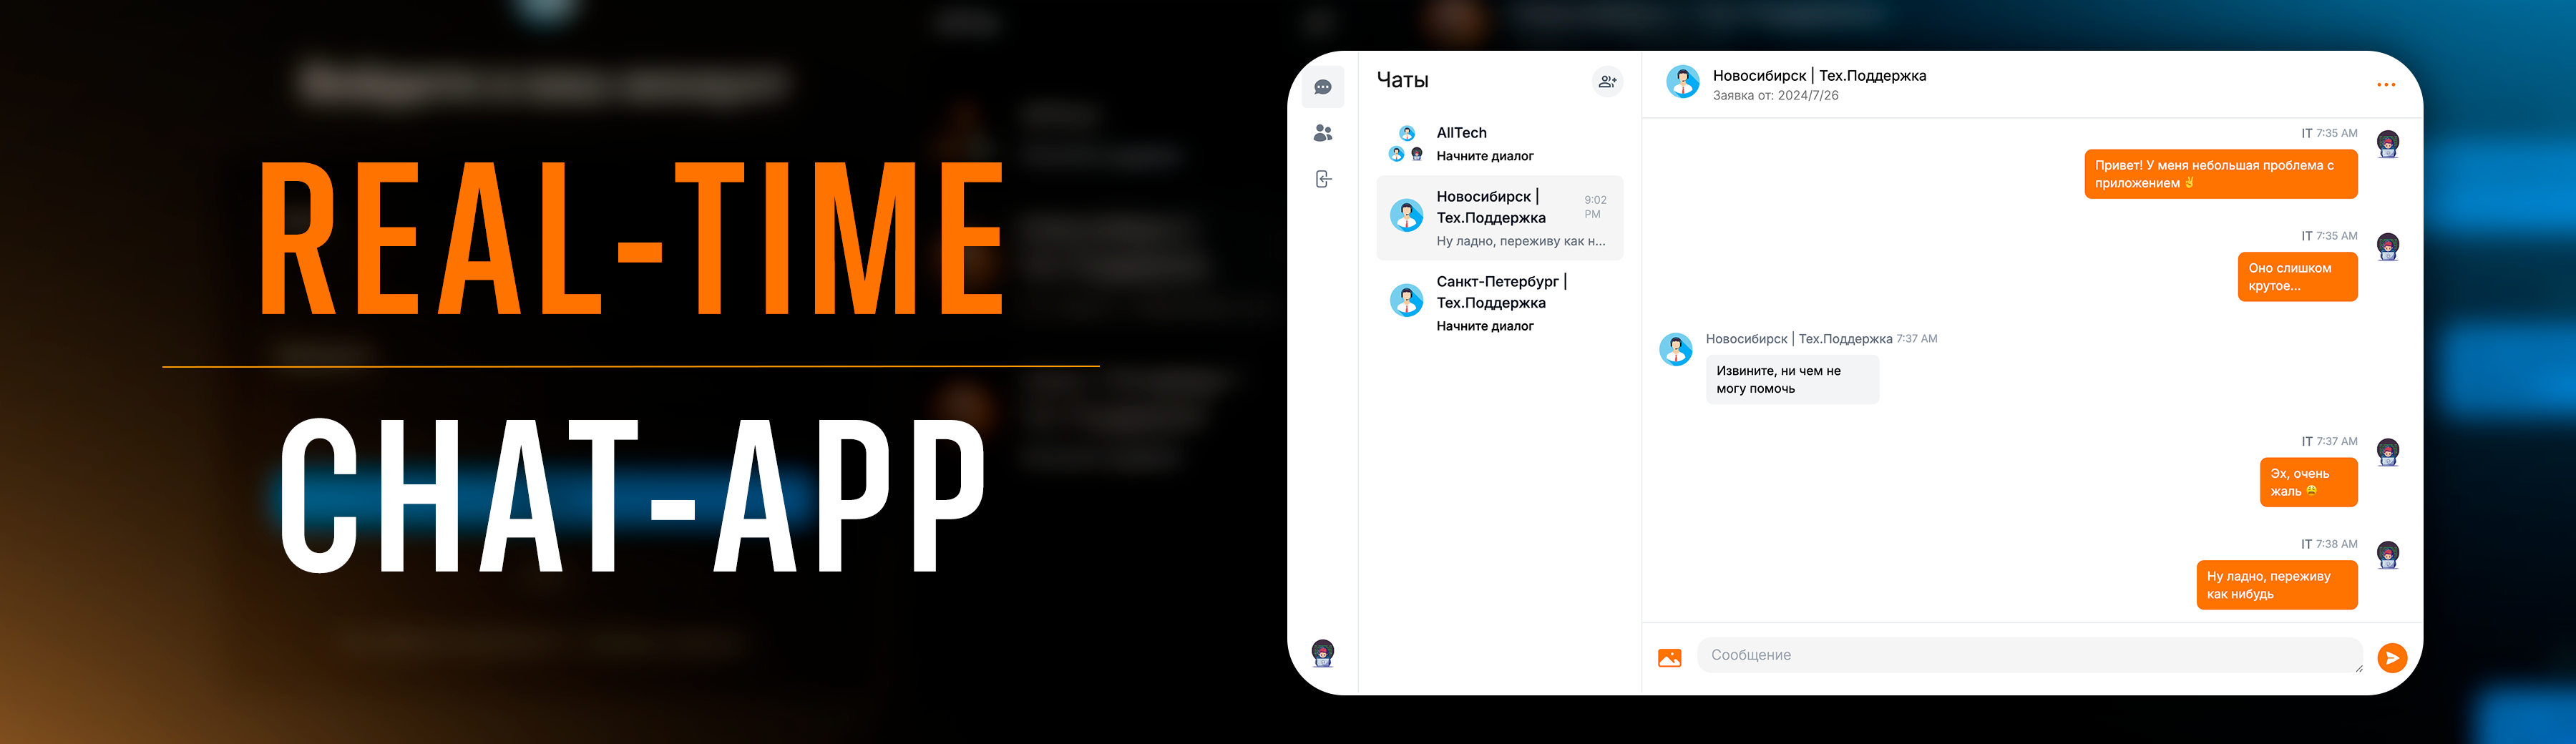 REAL-TIME
CHAT-APP
Чаты
AllTech
Начните диалог
Новосибирск |
Тех.Поддержка
9:02
PM
Ну ладно, переживу как н...
Санкт-Петербург |
Тех.Поддержка
Начните диалог
Новосибирск | Тех.Поддержка
Заявка от: 2024/7/26
IT 7:35 AM
Привет! У меня небольшая проблема с
приложением ✌
IT 7:35 AM
Оно слишком
крутое...
Новосибирск | Тех.Поддержка 7:37 AM
Извините, ни чем не
могу помочь
IT 7:37 AM
Эх, очень
жаль 😩
IT 7:38 AM
Ну ладно, переживу
как нибудь
Сообщение